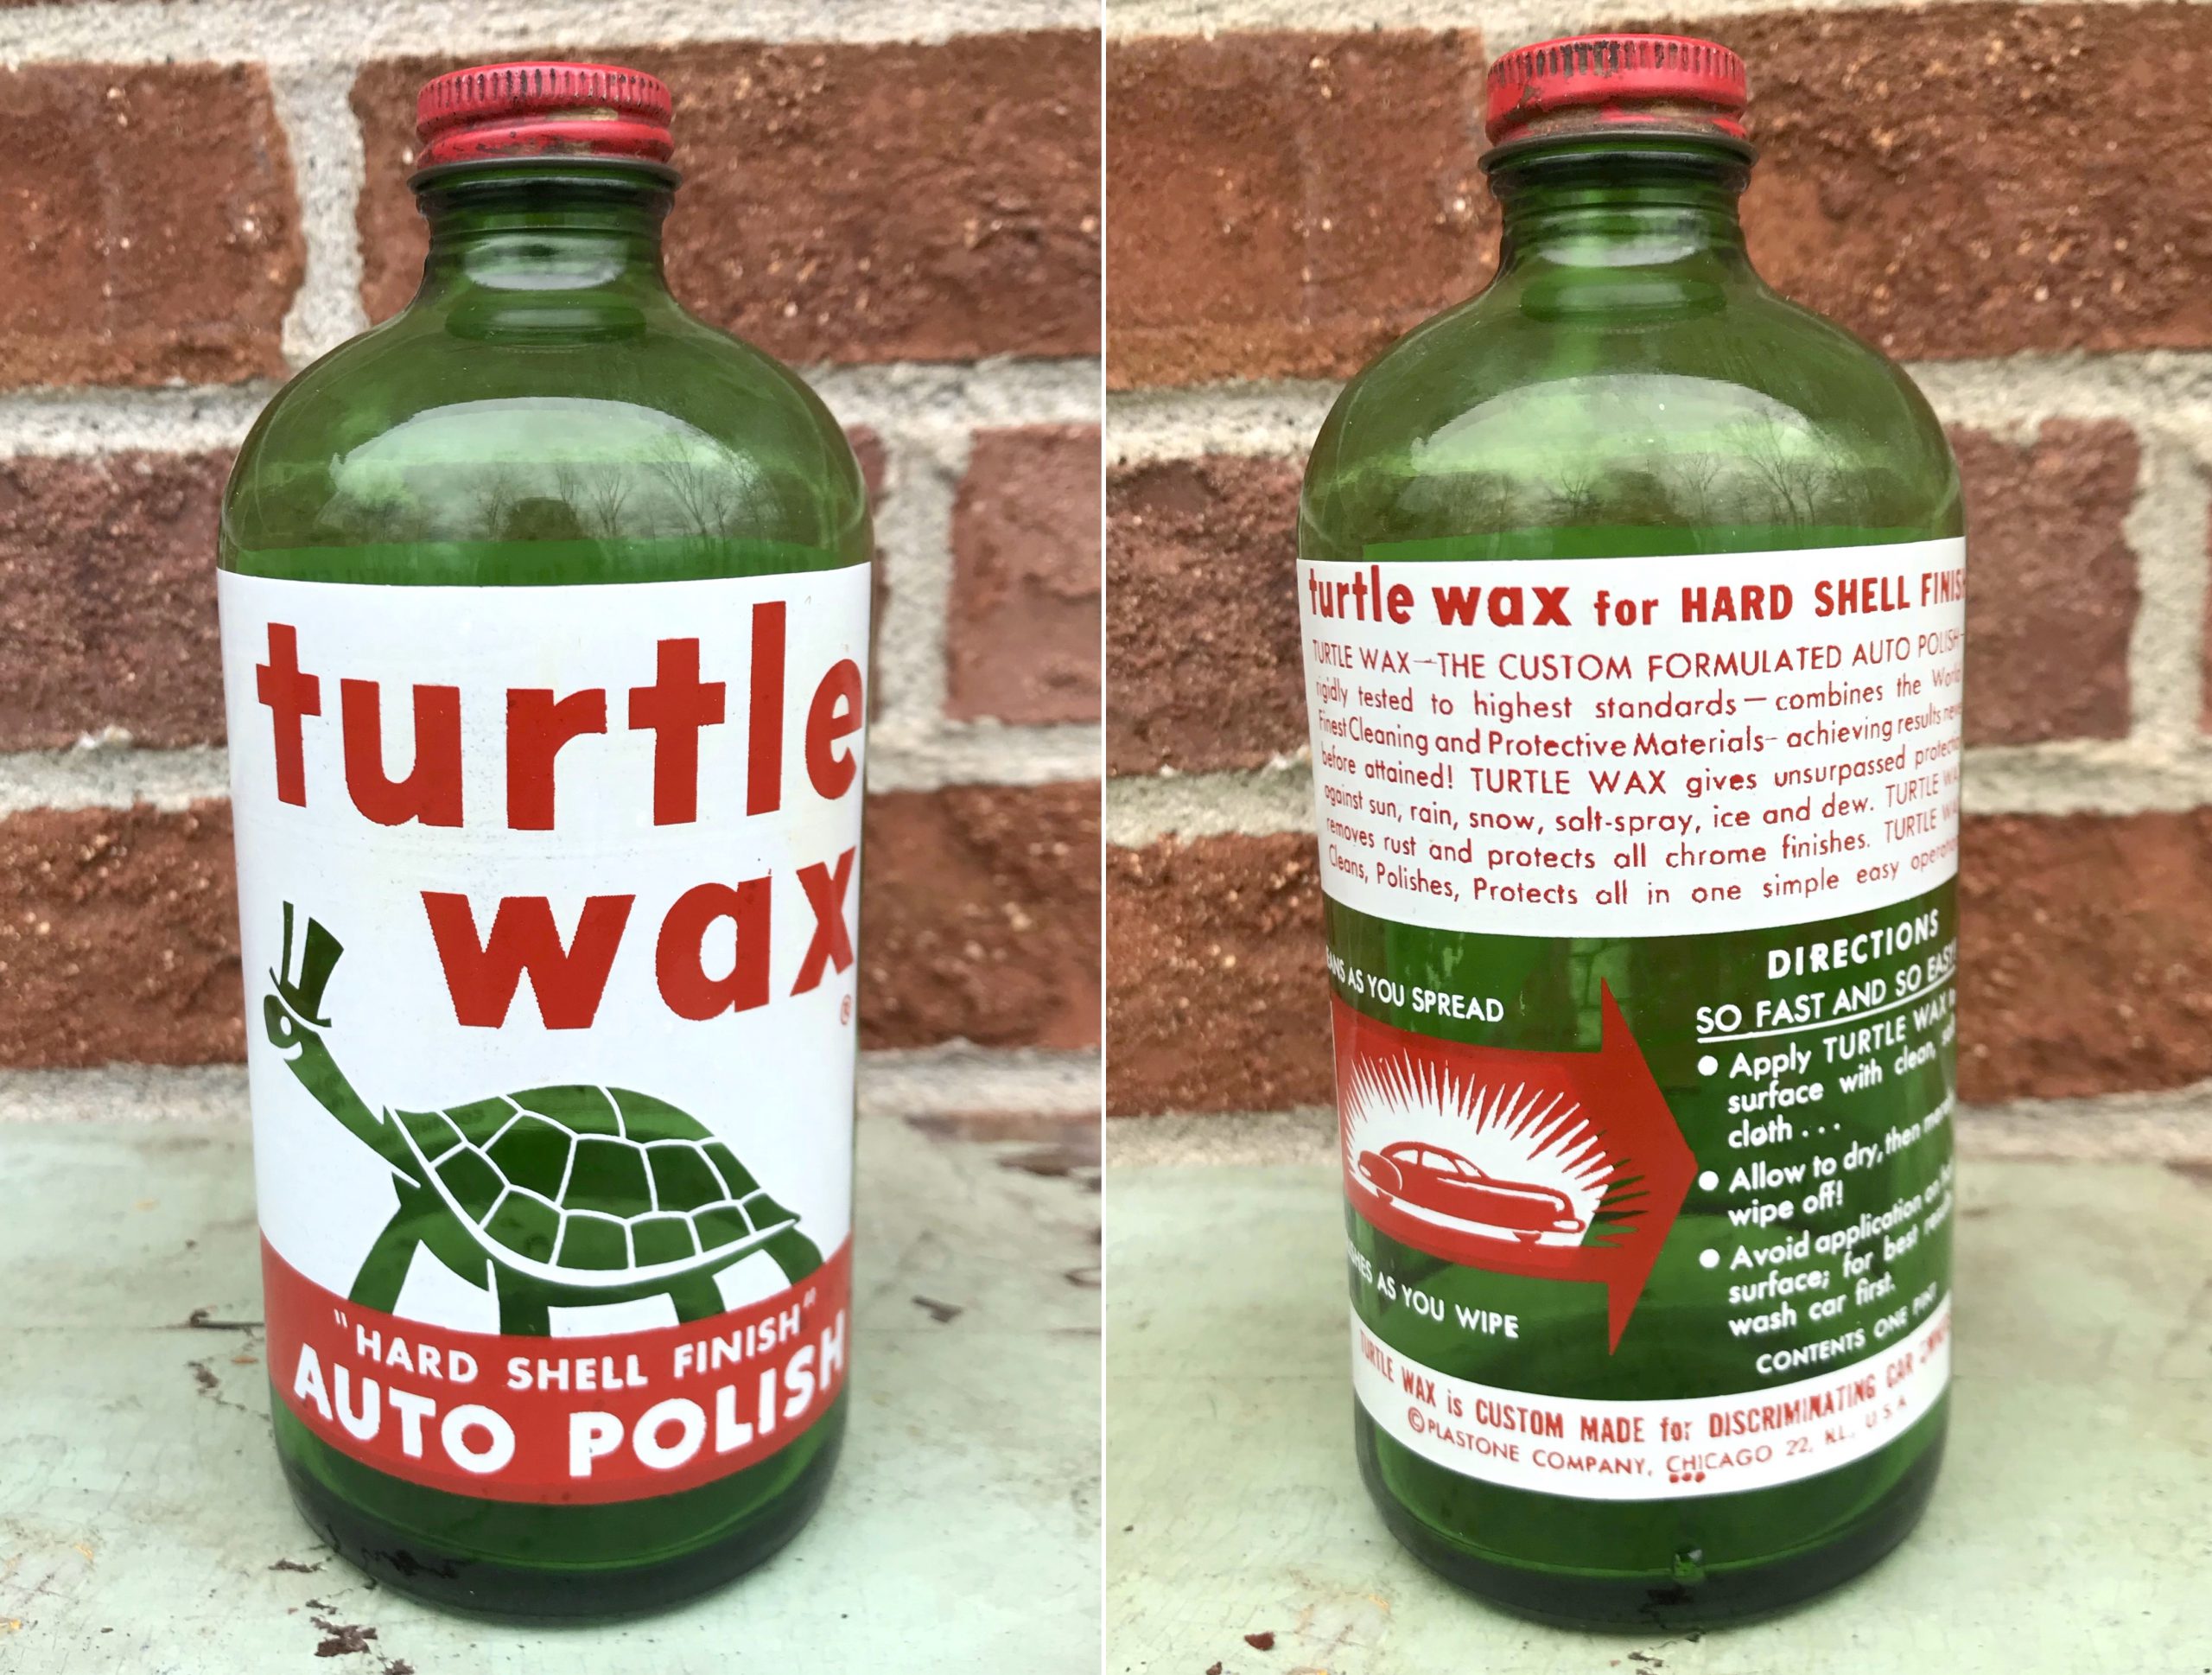 turtle
wax
®
"HARD SHELL FINISH"
AUTO POLISH
turtle wax for HARD SHELL
TURTLE WAX—THE CUSTOM FORMULATED AUTO POLISH—
rigidly tested to highest standards—combines the
Finest Cleaning and Protective Materials—achieving results
before attained! TURTLE WAX gives unsurpassed
against sun, rain, snow, salt-spray, ice and dew. TURTLE
removes rust and protects all chrome finishes. TURTLE
Cleans, Polishes, Protects all in one simple easy
AS YOU SPREAD
AS YOU WIPE
DIRECTIONS
SO FAST AND SO EASY!
● Apply TURTLE WAX
surface with clean,
cloth...
● Allow to dry, then
wipe off!
● Avoid application on
surface; for best
wash car first.
CONTENTS ONE PINT
TURTLE WAX is CUSTOM MADE for DISCRIMINATING CAR
© PLASTONE COMPANY, CHICAGO 22, ILL., U.S.A.